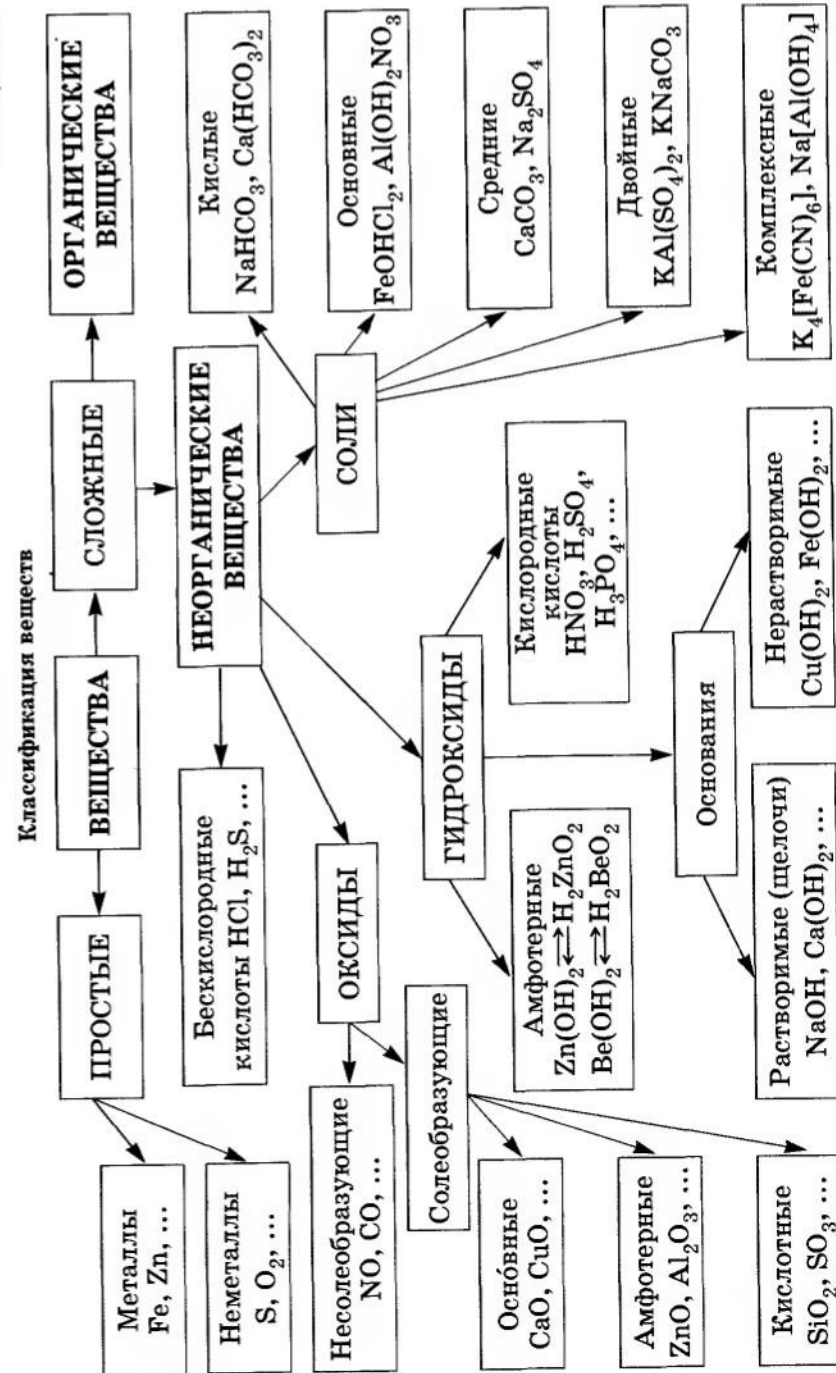 Классификация веществ
ВЕЩЕСТВА
ПРОСТЫЕ
СЛОЖНЫЕ
ОРГАНИЧЕСКИЕ
ВЕЩЕСТВА
Металлы
Fe, Zn, ...
Неметаллы
S, O₂, ...
Бескислородные
кислоты HCl, H₂S, ...
НЕОРГАНИЧЕСКИЕ
ВЕЩЕСТВА
Кислые
NaHCO₃, Ca(HCO₃)₂
ОКСИДЫ
СОЛИ
Несолеобразующие
NO, CO, ...
Основные
FeOHCl₂, Al(OH)₂NO₃
Солеобразующие
ГИДРОКСИДЫ
Средние
CaCO₃, Na₂SO₄
Осно́вные
CaO, CuO, ...
Амфотерные
Zn(OH)₂⟷H₂ZnO₂
Be(OH)₂⟷H₂BeO₂
Кислородные
кислоты
HNO₃, H₂SO₄,
H₃PO₄, ...
Двойные
KAl(SO₄)₂, KNaCO₃
Амфотерные
ZnO, Al₂O₃, ...
Основания
Кислотные
SiO₂, SO₃, ...
Растворимые (щелочи)
NaOH, Ca(OH)₂, ...
Нерастворимые
Cu(OH)₂, Fe(OH)₂, ...
Комплексные
K₄[Fe(CN)₆], Na[Al(OH)₄]